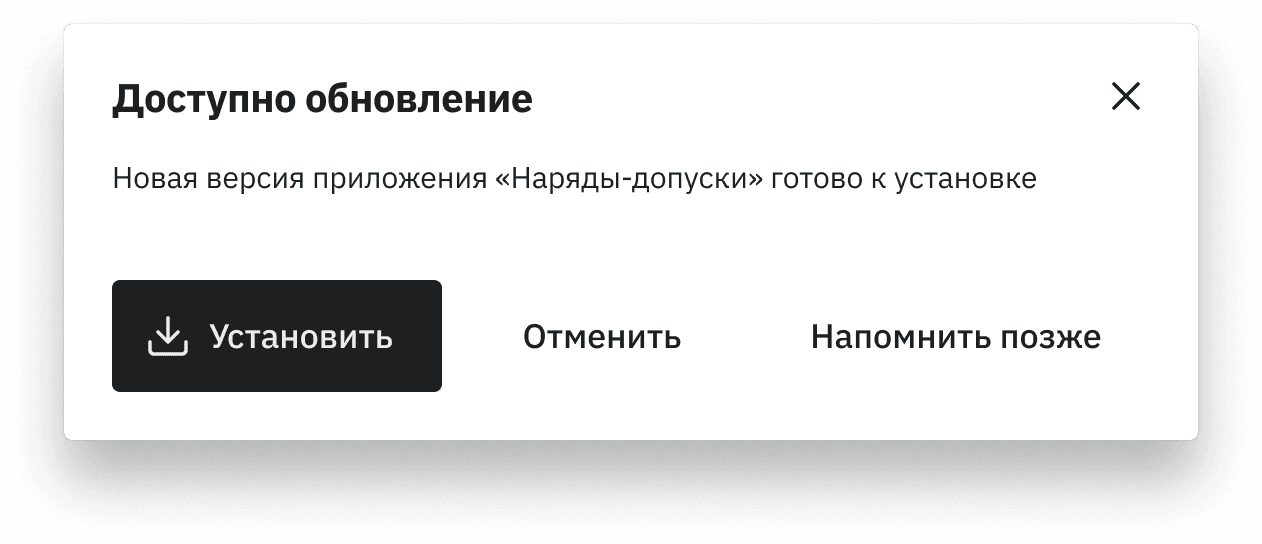 Доступно обновление
Новая версия приложения «Наряды-допуски» готово к установке
Установить
Отменить
Напомнить позже